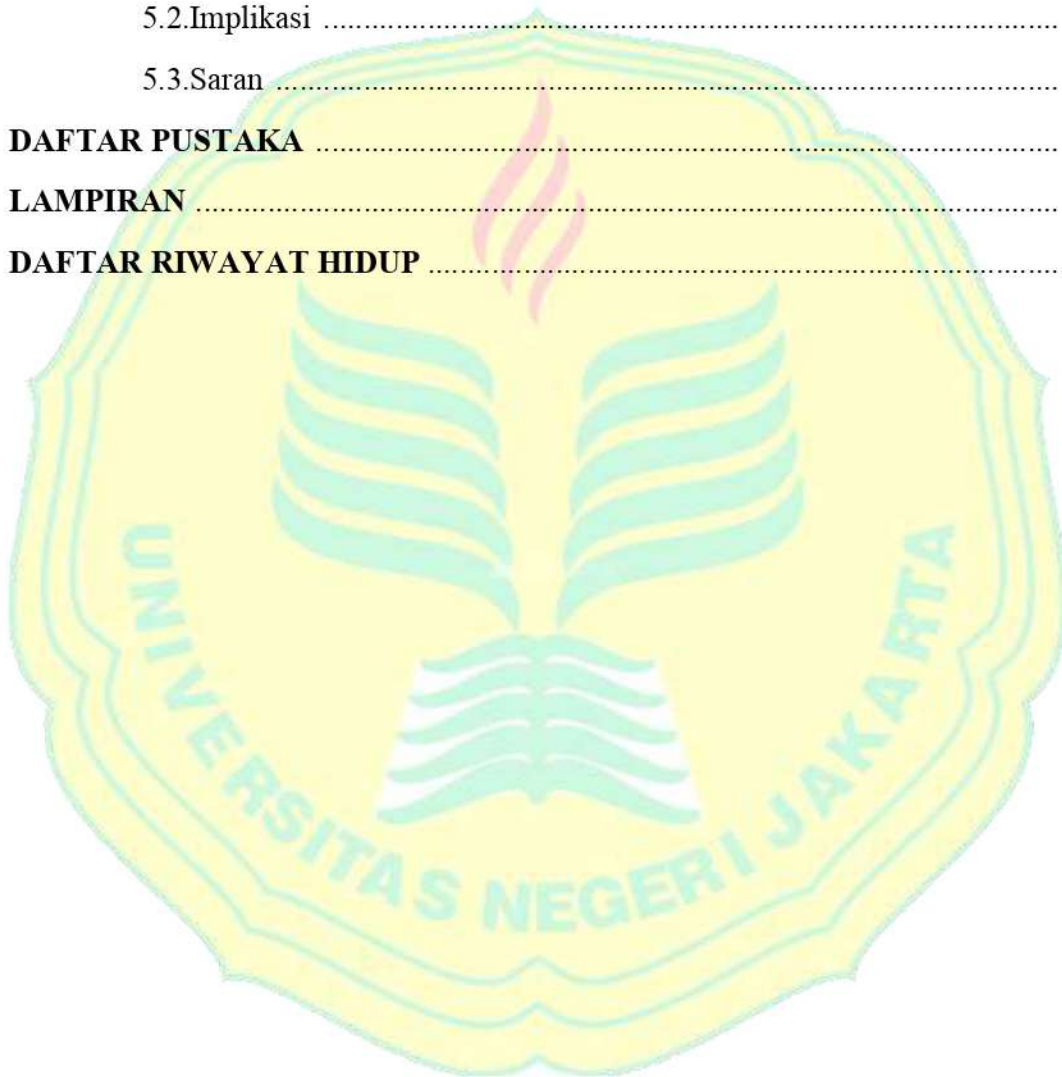 5.2.Implikasi ........................................................................................
5.3.Saran ........................................................................................
DAFTAR PUSTAKA ........................................................................................
LAMPIRAN ........................................................................................
DAFTAR RIWAYAT HIDUP ........................................................................................
UNIVERSITAS NEGERI JAKARTA